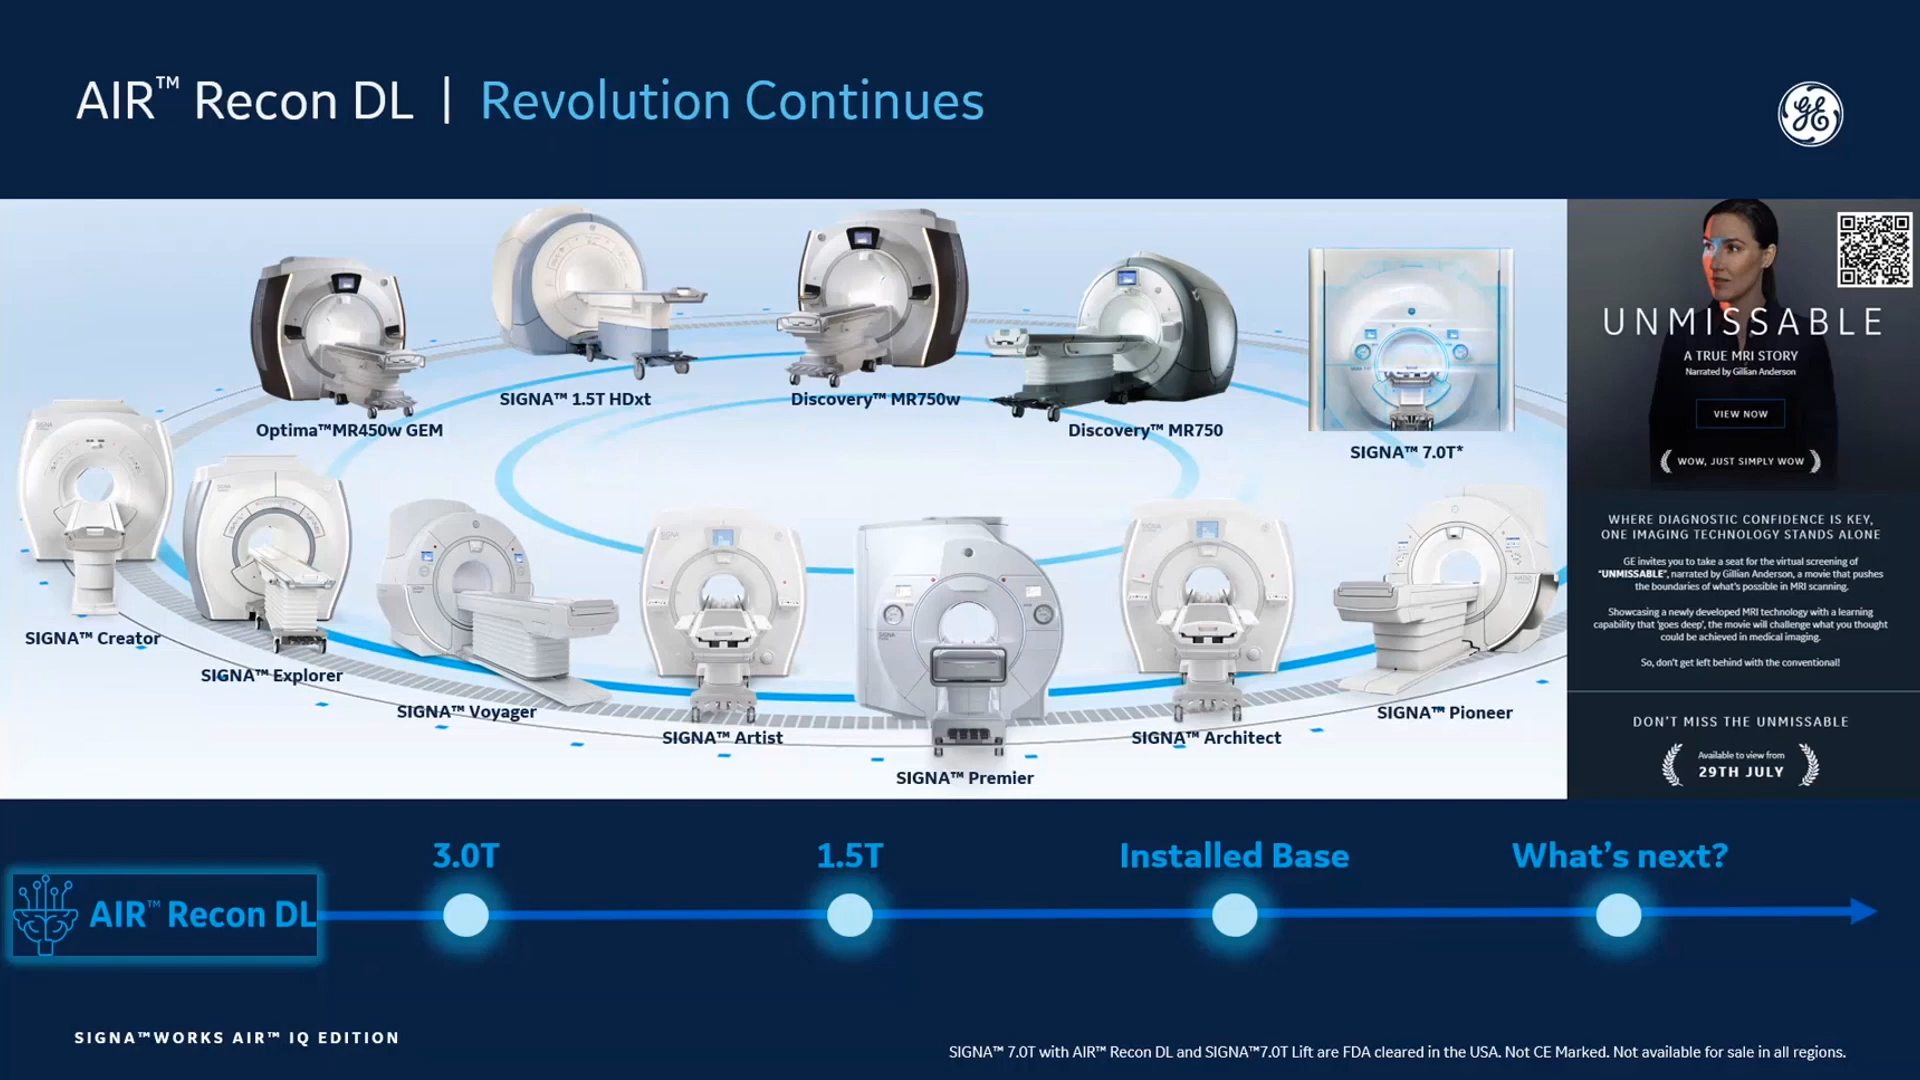 AIR™ Recon DL | Revolution Continues
GE
Optima™MR450w GEM
SIGNA™ 1.5T HDxt
Discovery™ MR750w
Discovery™ MR750
SIGNA™ 7.0T*
SIGNA™ Creator
SIGNA™ Explorer
SIGNA™ Voyager
SIGNA™ Artist
SIGNA™ Premier
SIGNA™ Architect
SIGNA™ Pioneer
UNMISSABLE
A TRUE MRI STORY
Narrated by Gillian Anderson
VIEW NOW
WOW, JUST SIMPLY WOW
WHERE DIAGNOSTIC CONFIDENCE IS KEY,
ONE IMAGING TECHNOLOGY STANDS ALONE
GE invites you to take a seat for the virtual screening of
"UNMISSABLE", narrated by Gillian Anderson, a movie that pushes
the boundaries of what's possible in MRI scanning.
Showcasing a newly developed MRI technology with a learning
capability that 'goes deep', the movie will challenge what you thought
could be achieved in medical imaging.
So, don't get left behind with the conventional!
DON'T MISS THE UNMISSABLE
Available to view from
29TH JULY
3.0T
1.5T
Installed Base
What's next?
AIR™ Recon DL
SIGNA™WORKS AIR™ IQ EDITION
SIGNA™ 7.0T with AIR™ Recon DL and SIGNA™7.0T Lift are FDA cleared in the USA. Not CE Marked. Not available for sale in all regions.